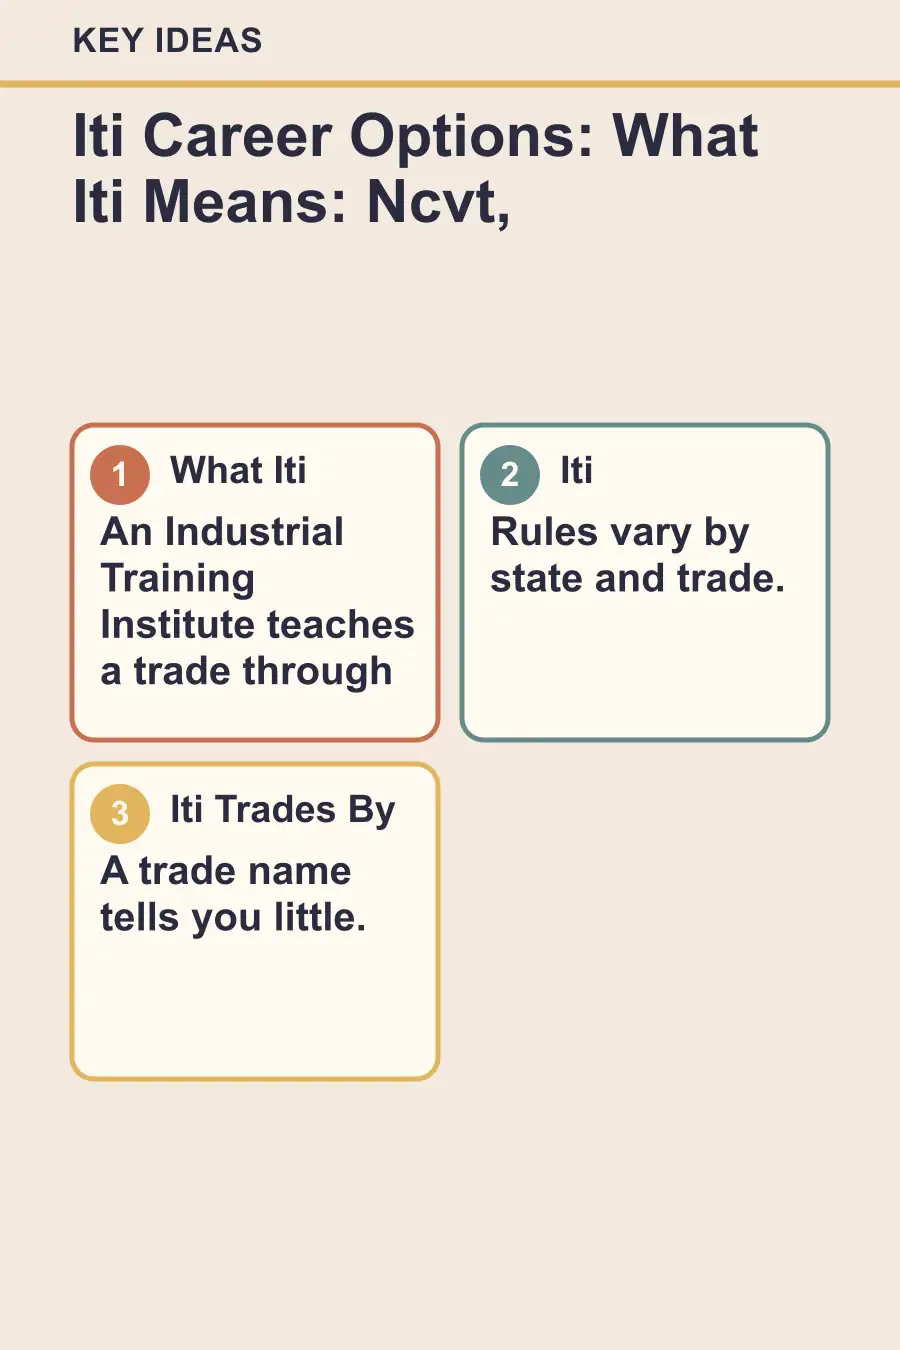 KEY IDEAS
Iti Career Options: What
Iti Means: Ncvt,
1 What Iti
An Industrial
Training
Institute teaches
a trade through
2 Iti
Rules vary by
state and trade.
3 Iti Trades By
A trade name
tells you little.